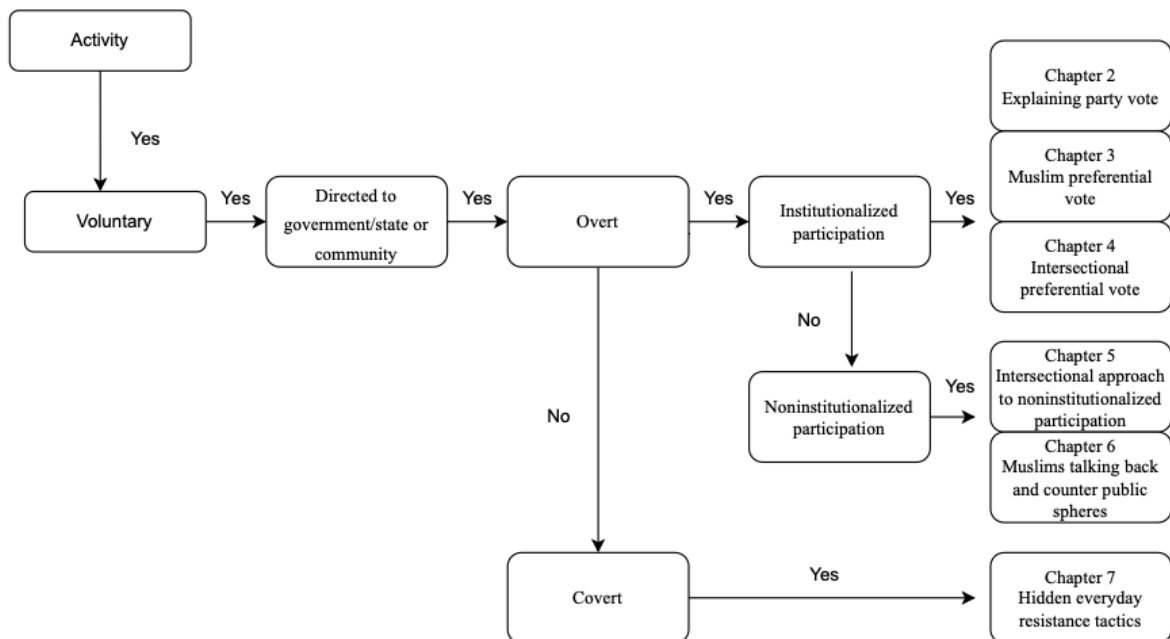 Activity
Yes
Voluntary
Yes
Directed to
government/state or
community
Yes
Overt
Yes
Institutionalized
participation
Yes
Chapter 2
Explaining party vote
Chapter 3
Muslim preferential
vote
Chapter 4
Intersectional
preferential vote
No
Noninstitutionalized
participation
Yes
Chapter 5
Intersectional approach
to noninstitutionalized
participation
Chapter 6
Muslims talking back
and counter public
spheres
No
Covert
Yes
Chapter 7
Hidden everyday
resistance tactics